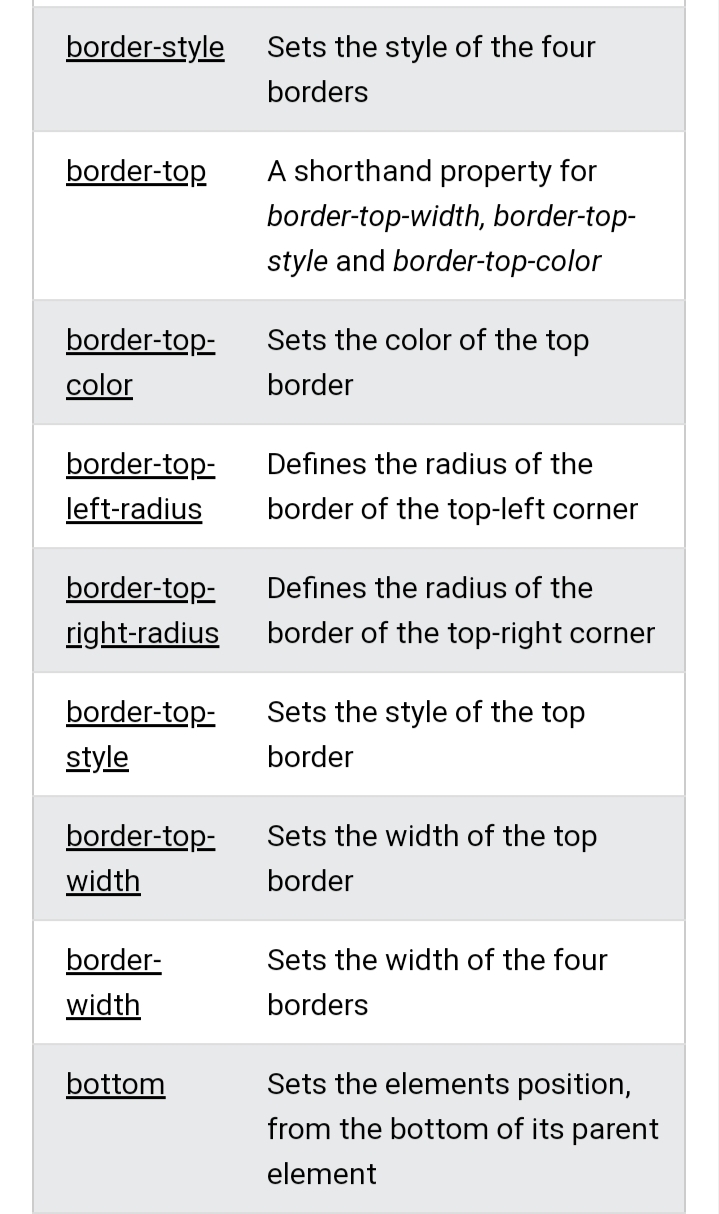 border-style Sets the style of the four
borders
border-top A shorthand property for
border-top-width, border-top-
style and border-top-color
border-top- Sets the color of the top
color border
border-top- Defines the radius of the
left-radius border of the top-left corner
border-top- Defines the radius of the
right-radius border of the top-right corner
border-top- Sets the style of the top
style border
border-top- Sets the width of the top
width border
border- Sets the width of the four
width borders
bottom Sets the elements position,
from the bottom of its parent
element